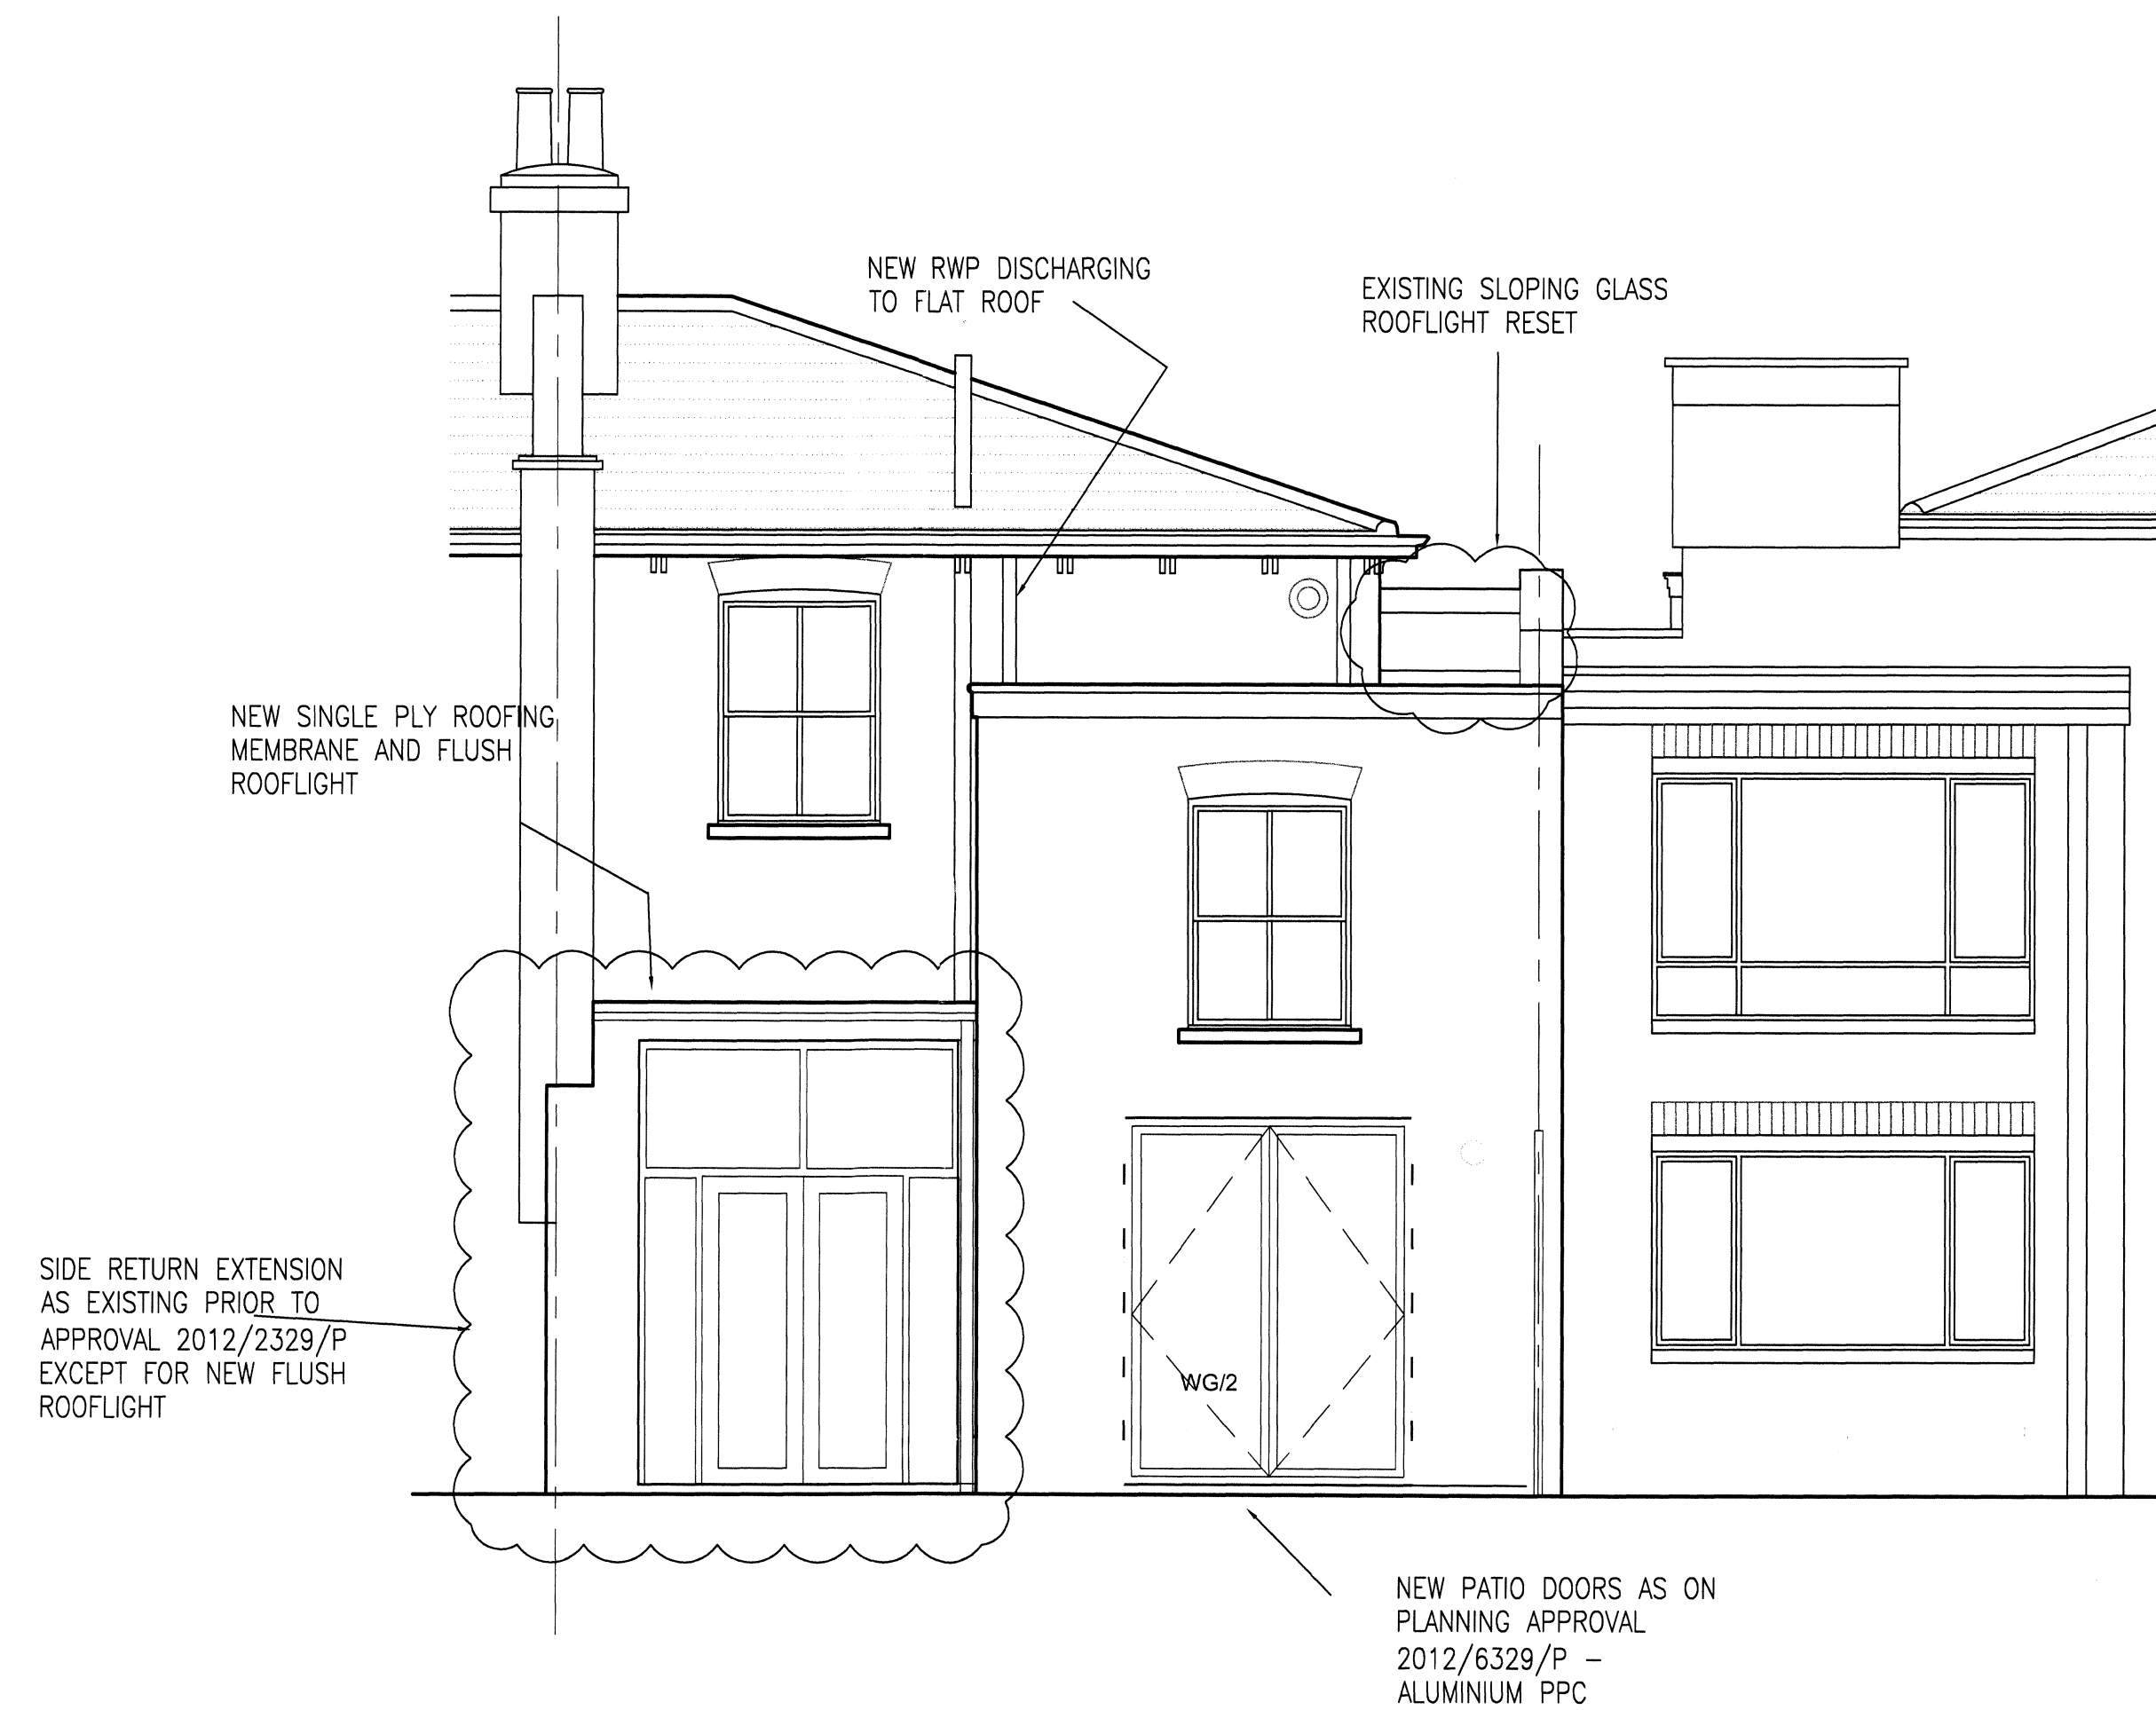 NEW RWP DISCHARGING
TO FLAT ROOF
EXISTING SLOPING GLASS
ROOFLIGHT RESET
NEW SINGLE PLY ROOFING
MEMBRANE AND FLUSH
ROOFLIGHT
SIDE RETURN EXTENSION
AS EXISTING PRIOR TO
APPROVAL 2012/2329/P
EXCEPT FOR NEW FLUSH
ROOFLIGHT
WG/2
NEW PATIO DOORS AS ON
PLANNING APPROVAL
2012/6329/P –
ALUMINIUM PPC